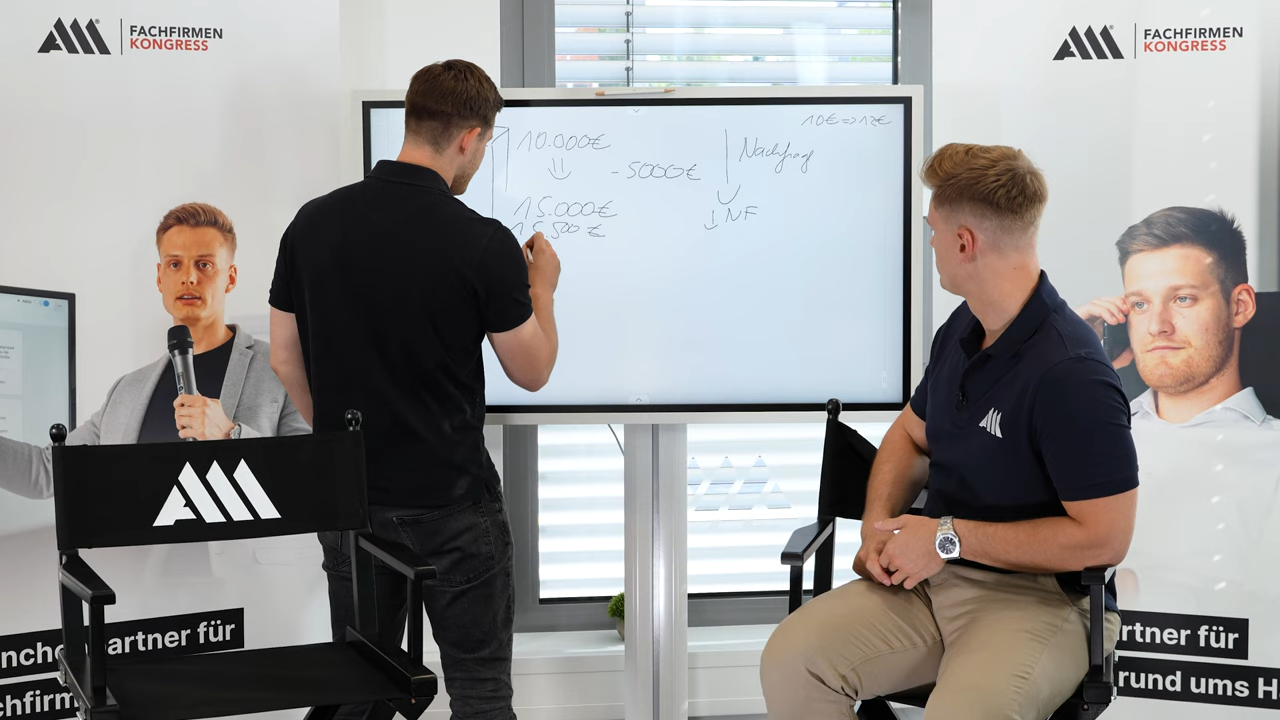 FACHFIRMEN
KONGRESS
FACHFIRMEN
KONGRESS
10€ => 12€
10.000€
- 5000€
Nachfrag
15.000€
15.500€
↓ NF
artner für
rtner für
rund ums H